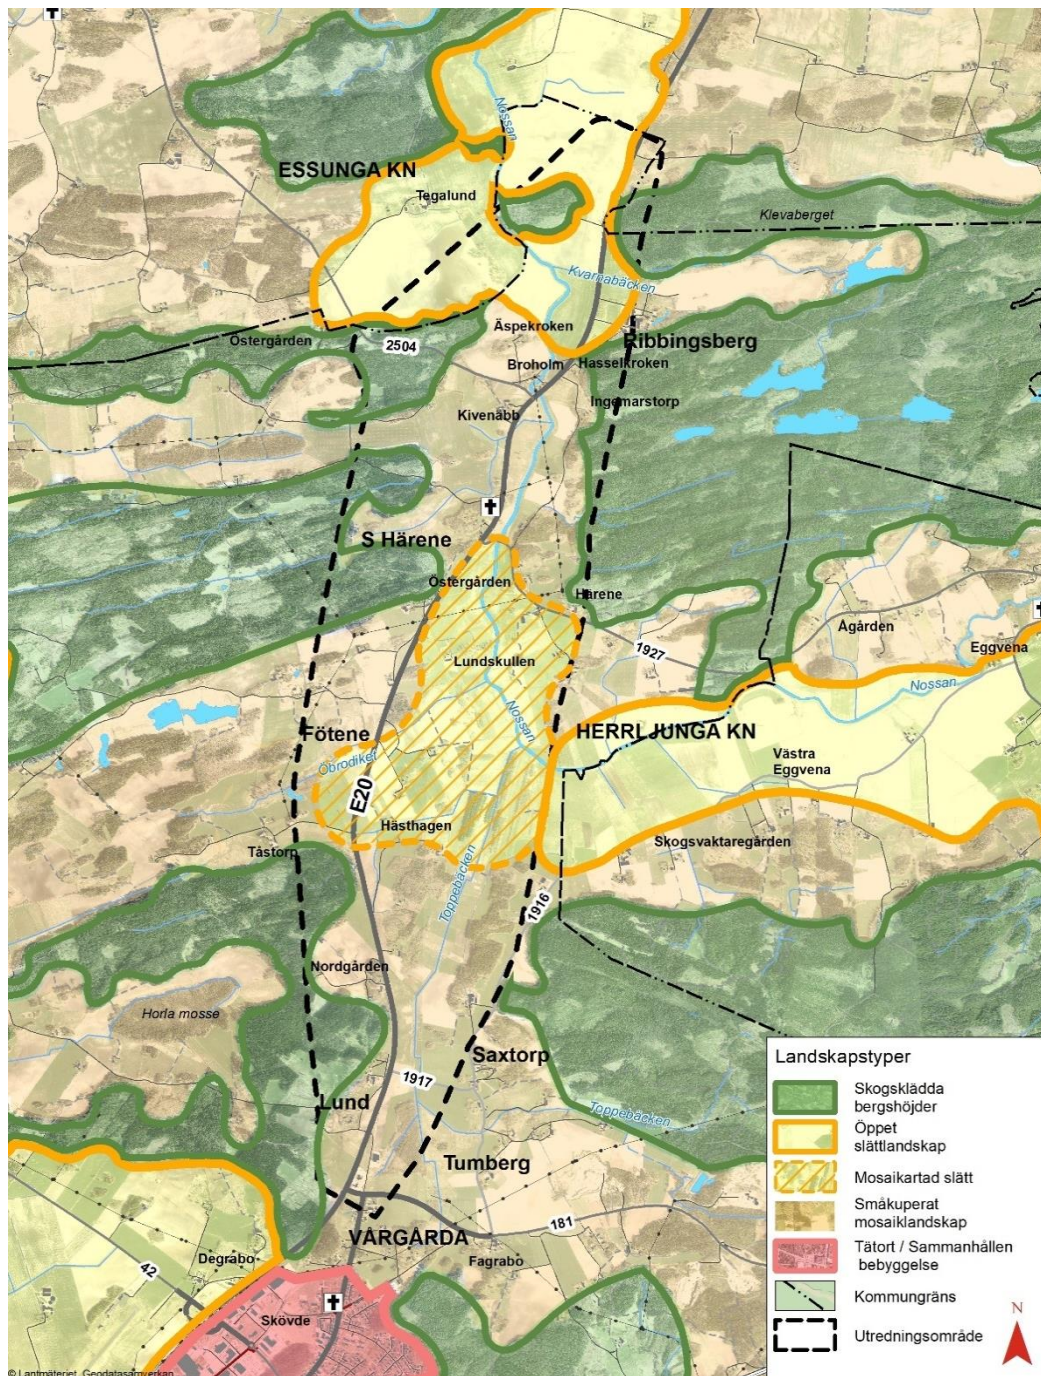 Nossan
ESSUNGA KN
Tegalund
Klevaberget
Kvarnabäcken
Äspekroken
Östergården
2504
Ribbingsberg
Broholm
Hasselkroken
Ingemarstorp
Kivenabb
S Härene
Östergården
Härene
Ågården
1927
Eggvena
Lundskullen
Nossan
Nossan
HERRLJUNGA KN
Fötene
Öbrodiket
Västra
Eggvena
E20
Hästhagen
Skogsvaktaregården
Tåstorp
Toppebäcken
1916
Nordgården
Horla mosse
Saxtorp
1917
Lund
Toppebäcken
Tumberg
181
VÅRGÅRDA
Degrabo
Fagrabo
42
Skövde
Landskapstyper
Skogsklädda
bergshöjder
Öppet
slättlandskap
Mosaikartad slätt
Småkuperat
mosaiklandskap
Tätort / Sammanhållen
bebyggelse
Kommungräns
N
Utredningsområde
© Lantmäteriet, Geodatasamverkan